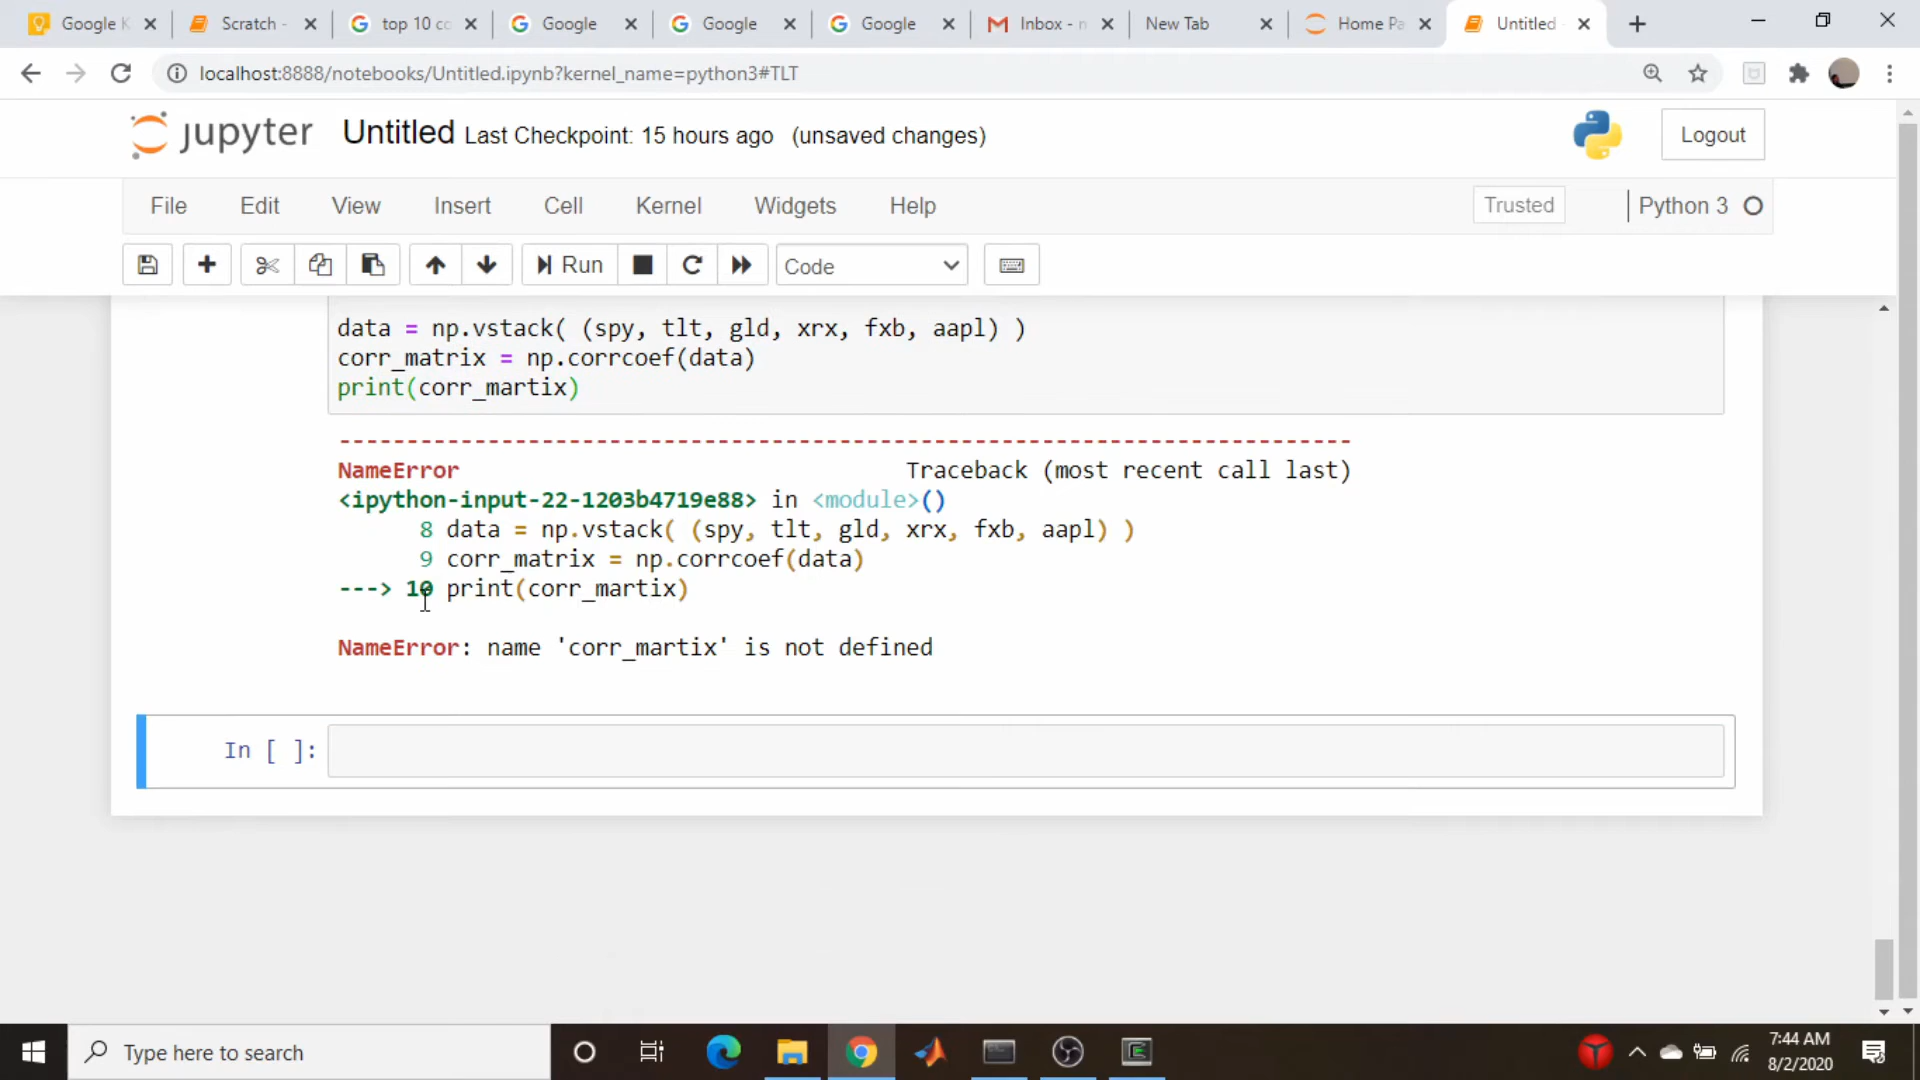 Google K
Scratch -
top 10 co
Google
Google
Google
Inbox - n
New Tab
Home Pa
Untitled
localhost:8888/notebooks/Untitled.ipynb?kernel_name=python3#TLT
jupyter Untitled Last Checkpoint: 15 hours ago (unsaved changes)
Logout
File Edit View Insert Cell Kernel Widgets Help
Trusted
Python 3
Run
Code
data = np.vstack( (spy, tlt, gld, xrx, fxb, aapl) )
corr_matrix = np.corrcoef(data)
print(corr_martix)
---------------------------------------------------------------------------
NameError Traceback (most recent call last)
<ipython-input-22-1203b4719e88> in <module>()
8 data = np.vstack( (spy, tlt, gld, xrx, fxb, aapl) )
9 corr_matrix = np.corrcoef(data)
---> 10 print(corr_martix)
NameError: name 'corr_martix' is not defined
In [ ]:
Type here to search
7:44 AM
8/2/2020